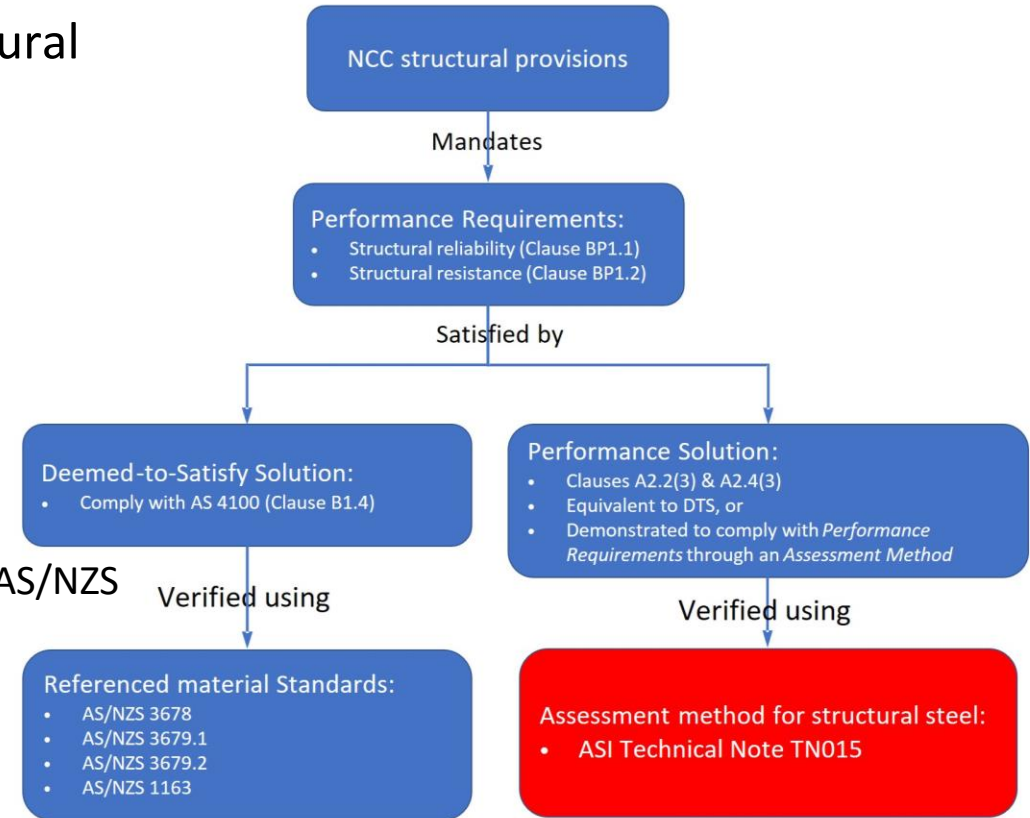 ural
NCC structural provisions
Mandates
Performance Requirements:
• Structural reliability (Clause BP1.1)
• Structural resistance (Clause BP1.2)
Satisfied by
Deemed-to-Satisfy Solution:
• Comply with AS 4100 (Clause B1.4)
Performance Solution:
• Clauses A2.2(3) & A2.4(3)
• Equivalent to DTS, or
• Demonstrated to comply with Performance
Requirements through an Assessment Method
AS/NZS
Verified using
Verified using
Referenced material Standards:
• AS/NZS 3678
• AS/NZS 3679.1
• AS/NZS 3679.2
• AS/NZS 1163
Assessment method for structural steel:
• ASI Technical Note TN015